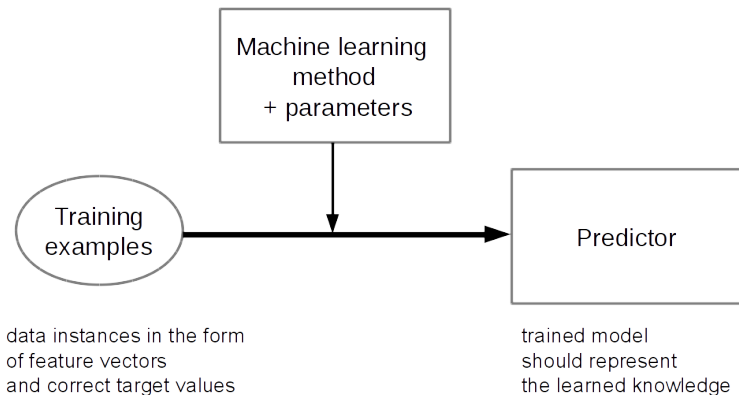 Machine learning
method
+ parameters
Training
examples
Predictor
data instances in the form
of feature vectors
and correct target values
trained model
should represent
the learned knowledge